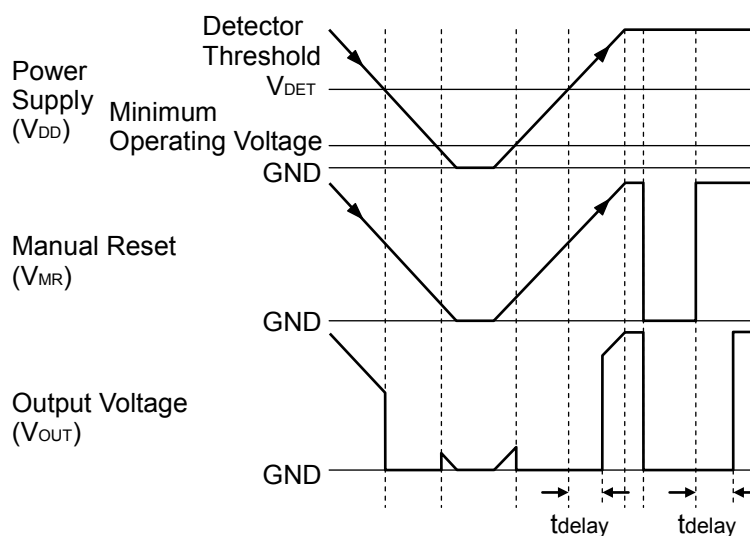 Detector
Threshold
VDET
Power
Supply
(VDD)
Minimum
Operating Voltage
GND
Manual Reset
(VMR)
GND
Output Voltage
(VOUT)
GND
tdelay
tdelay